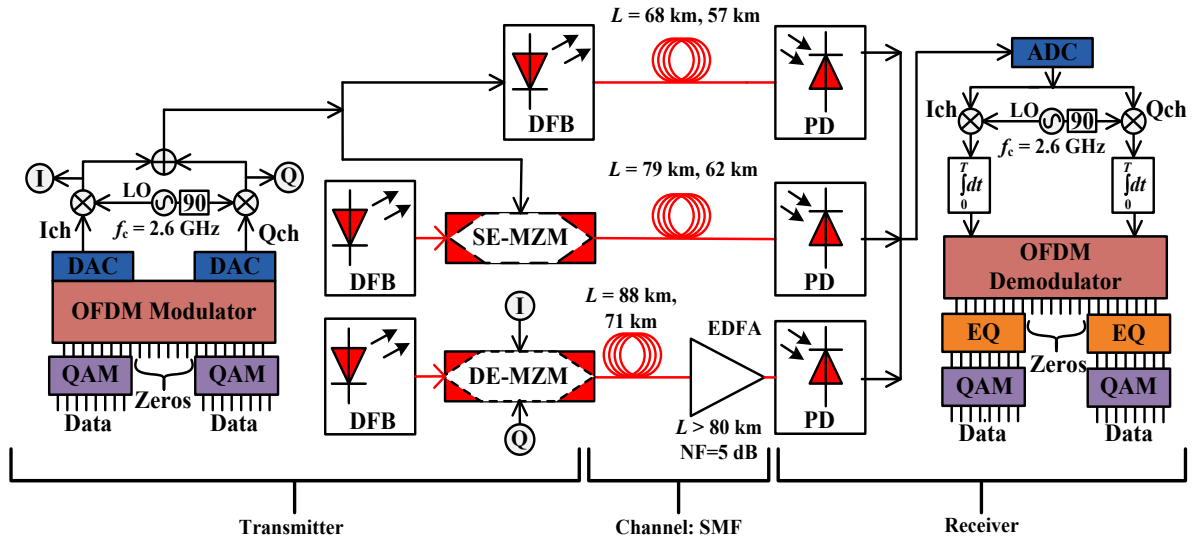 L = 68 km, 57 km
DFB
PD
ADC
Ich
LO
90
Qch
fc = 2.6 GHz
T
∫dt
0
T
∫dt
0
I
Q
LO
90
Ich
fc = 2.6 GHz
Qch
DAC
DAC
OFDM Modulator
QAM
QAM
Zeros
Data
Data
DFB
SE-MZM
L = 79 km, 62 km
PD
I
L = 88 km,
71 km
EDFA
DFB
DE-MZM
Q
L > 80 km
NF=5 dB
PD
OFDM
Demodulator
EQ
EQ
Zeros
QAM
QAM
Data
Data
Transmitter
Channel: SMF
Receiver